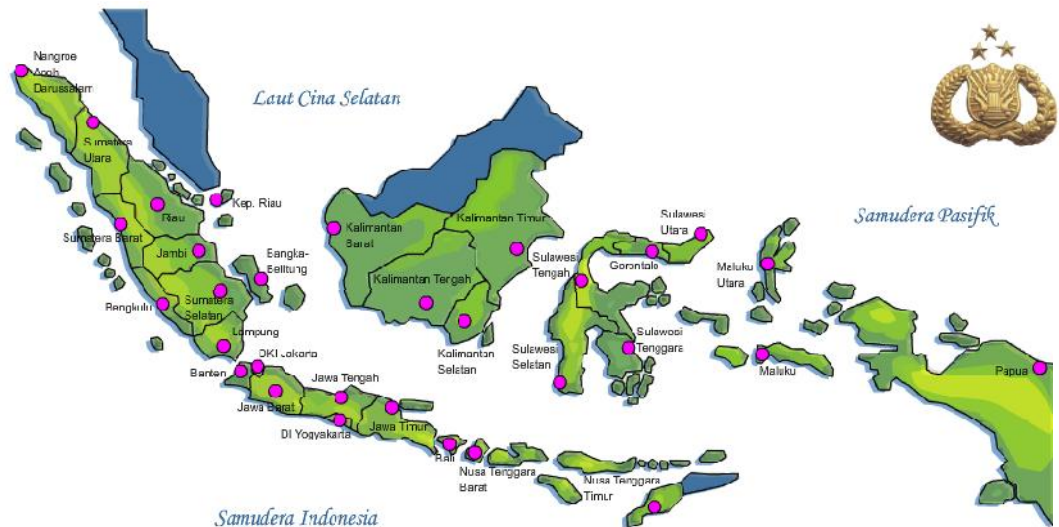 Nangroe
Aceh
Darussalam
Laut Cina Selatan
Sumatera
Utara
Kep. Riau
Riau
Sumatera Barat
Jambi
Bangka-
Belitung
Bengkulu
Sumatera
Selatan
Lampung
DKI Jakarta
Banten
Jawa Tengah
Jawa Barat
DI Yogyakarta
Jawa Timur
Bali
Nusa Tenggara
Barat
Nusa Tenggara
Timur
Kalimantan
Barat
Kalimantan Timur
Kalimantan Tengah
Kalimantan
Selatan
Sulawesi
Utara
Gorontalo
Sulawesi
Tengah
Sulawesi
Selatan
Sulawesi
Tenggara
Maluku
Utara
Maluku
Papua
Samudera Pasifik
Samudera Indonesia